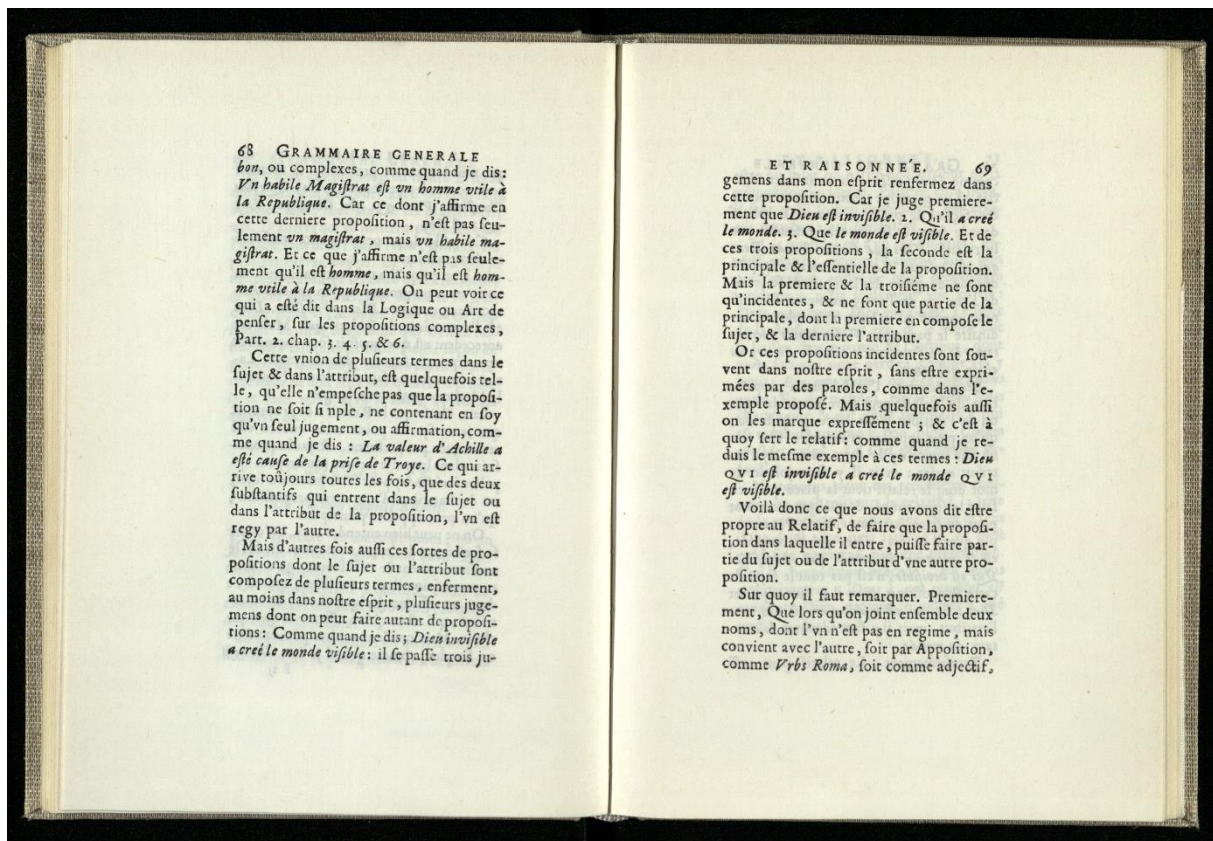 68 GRAMMAIRE GENERALE
bon, ou complexes, comme quand je dis:
Vn habile Magiſtrat eſt vn homme vtile à
la Republique. Car ce dont j'affirme en
cette derniere propoſition, n'eſt pas ſeu-
lement vn magiſtrat, mais vn habile ma-
giſtrat. Et ce que j'affirme n'eſt pas ſeule-
ment qu'il eſt homme, mais qu'il eſt hom-
me vtile à la Republique. On peut voir ce
qui a eſté dit dans la Logique ou Art de
penſer, ſur les propoſitions complexes,
Part. 2. chap. 3. 4. 5. & 6.
Cette vnion de pluſieurs termes dans le
ſujet & dans l'attribut, eſt quelquefois tel-
le, qu'elle n'empeſche pas que la propoſi-
tion ne ſoit ſimple, ne contenant en ſoy
qu'vn ſeul jugement, ou affirmation, com-
me quand je dis : La valeur d'Achille a
eſté cauſe de la priſe de Troye. Ce qui ar-
rive toûjours toutes les fois, que des deux
ſubſtantifs qui entrent dans le ſujet ou
dans l'attribut de la propoſition, l'vn eſt
regy par l'autre.
Mais d'autres fois auſſi ces ſortes de pro-
poſitions dont le ſujet ou l'attribut ſont
compoſez de pluſieurs termes, enferment,
au moins dans noſtre eſprit, pluſieurs juge-
mens dont on peut faire autant de propoſi-
tions : Comme quand je dis; Dieu inviſible
a creé le monde viſible : il ſe paſſe trois ju-
ET RAISONNÉE. 69
gemens dans mon eſprit renfermez dans
cette propoſition. Car je juge premiere-
ment que Dieu eſt inviſible. 2. Qu'il a creé
le monde. 3. Que le monde eſt viſible. Et de
ces trois propoſitions, la ſeconde eſt la
principale & l'eſſentielle de la propoſition.
Mais la premiere & la troiſiéme ne ſont
qu'incidentes, & ne font que partie de la
principale, dont la premiere en compoſe le
ſujet, & la derniere l'attribut.
Or ces propoſitions incidentes ſont ſou-
vent dans noſtre eſprit, ſans eſtre expri-
mées par des paroles, comme dans l'e-
xemple propoſé. Mais quelquefois auſſi
on les marque expreſſément ; & c'eſt à
quoy ſert le relatif: comme quand je re-
duis le meſme exemple à ces termes : Dieu
QVI eſt inviſible a creé le monde QVI
eſt viſible.
Voilà donc ce que nous avons dit eſtre
propre au Relatif, de faire que la propoſi-
tion dans laquelle il entre, puiſſe faire par-
tie du ſujet ou de l'attribut d'vne autre pro-
poſition.
Sur quoy il faut remarquer. Premiere-
ment, Que lors qu'on joint enſemble deux
noms, dont l'vn n'eſt pas en regime, mais
convient avec l'autre, ſoit par Appoſition,
comme Vrbs Roma, ſoit comme adjectif,